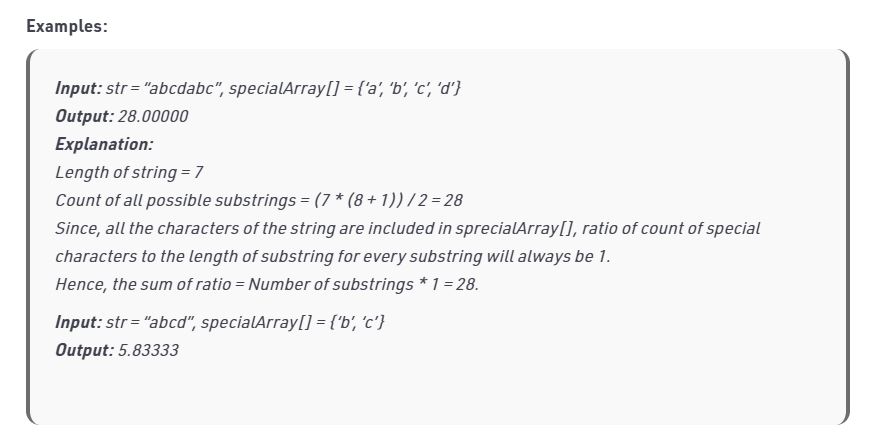 Examples:
Input: str = “abcdabc”, specialArray[] = {‘a’, ‘b’, ‘c’, ‘d’}
Output: 28.00000
Explanation:
Length of string = 7
Count of all possible substrings = (7 * (8 + 1)) / 2 = 28
Since, all the characters of the string are included in sprecialArray[], ratio of count of special
characters to the length of substring for every substring will always be 1.
Hence, the sum of ratio = Number of substrings * 1 = 28.
Input: str = “abcd”, specialArray[] = {‘b’, ‘c’}
Output: 5.83333